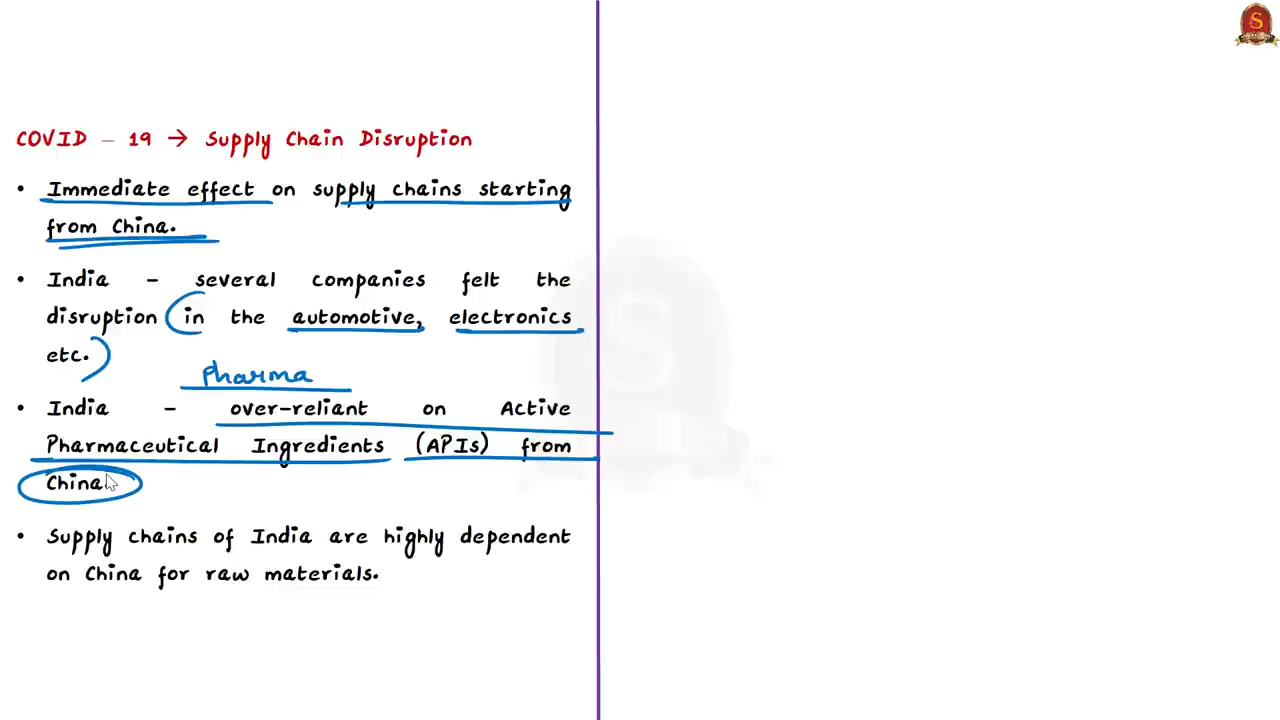 COVID – 19 → Supply Chain Disruption
• Immediate effect on supply chains starting
from China.
• India – several companies felt the
disruption in the automotive, electronics
etc.
Pharma
• India – over-reliant on Active
Pharmaceutical Ingredients (APIs) from
China.
• Supply chains of India are highly dependent
on China for raw materials.
S
S